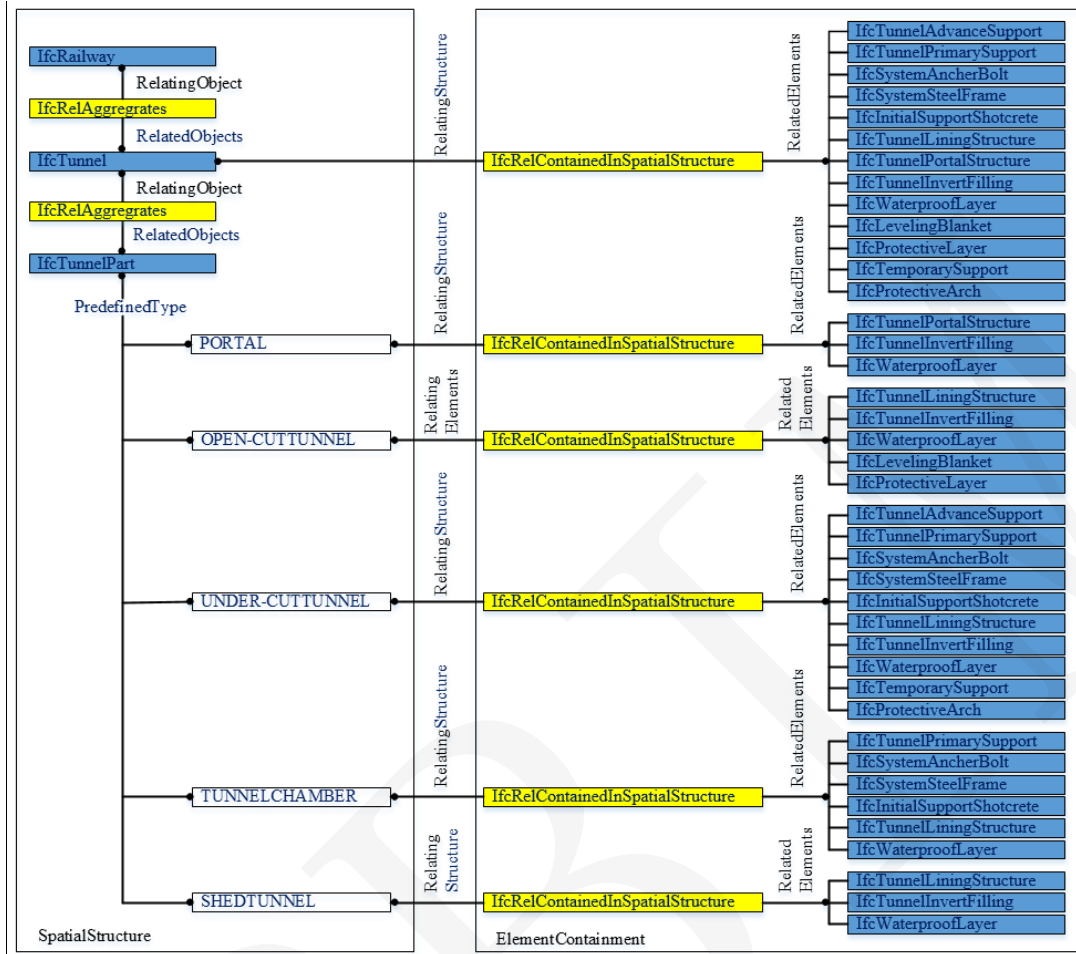 IfcRailway
RelatingObject
IfcRelAggregrates
RelatedObjects
IfcTunnel
RelatingObject
IfcRelAggregates
RelatedObjects
IfcTunnelPart
PredefinedType
PORTAL
OPEN-CUTTUNNEL
UNDER-CUTTUNNEL
TUNNELCHAMBER
SHEDTUNNEL
SpatialStructure
RelatingStructure
IfcRelContainedInSpatialStructure
RelatedElements
IfcTunnelAdvanceSupport
IfcTunnelPrimarySupport
IfcSystemAncherBolt
IfcSystemSteelFrame
IfcInitialSupportShotcrete
IfcTunnelLiningStructure
IfcTunnelPortalStructure
IfcTunnelInvertFilling
IfcWaterproofLayer
IfcLevelingBlanket
IfcProtectiveLayer
IfcTemporarySupport
IfcProtectiveArch
RelatingStructure
IfcRelContainedInSpatialStructure
RelatedElements
IfcTunnelPortalStructure
IfcTunnelInvertFilling
IfcWaterproofLayer
Relating
Elements
IfcRelContainedInSpatialStructure
Related
Elements
IfcTunnelLiningStructure
IfcTunnelInvertFilling
IfcWaterproofLayer
IfcLevelingBlanket
IfcProtectiveLayer
RelatingStructure
IfcRelContainedInSpatialStructure
RelatedElements
IfcTunnelAdvanceSupport
IfcTunnelPrimarySupport
IfcSystemAncherBolt
IfcSystemSteelFrame
IfcInitialSupportShotcrete
IfcTunnelLiningStructure
IfcTunnelInvertFilling
IfcWaterproofLayer
IfcTemporarySupport
IfcProtectiveArch
RelatingStructure
IfcRelContainedInSpatialStructure
RelatedElements
IfcTunnelPrimarySupport
IfcSystemAncherBolt
IfcSystemSteelFrame
IfcInitialSupportShotcrete
IfcTunnelLiningStructure
IfcWaterproofLayer
Relating
Structure
IfcRelContainedInSpatialStructure
Related
Elements
IfcTunnelLiningStructure
IfcTunnelInvertFilling
IfcWaterproofLayer
ElementContainment